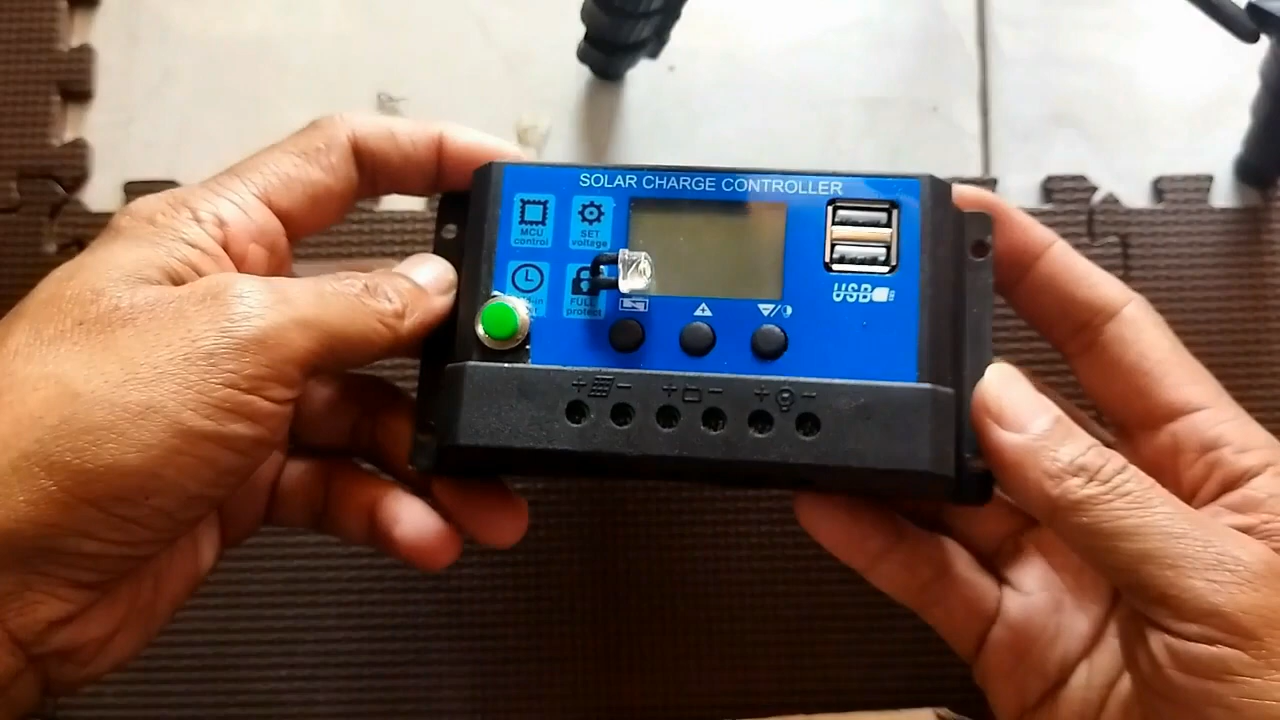 SOLAR CHARGE CONTROLLER
MCU
control
SET
voltage
FULL
protect
USB